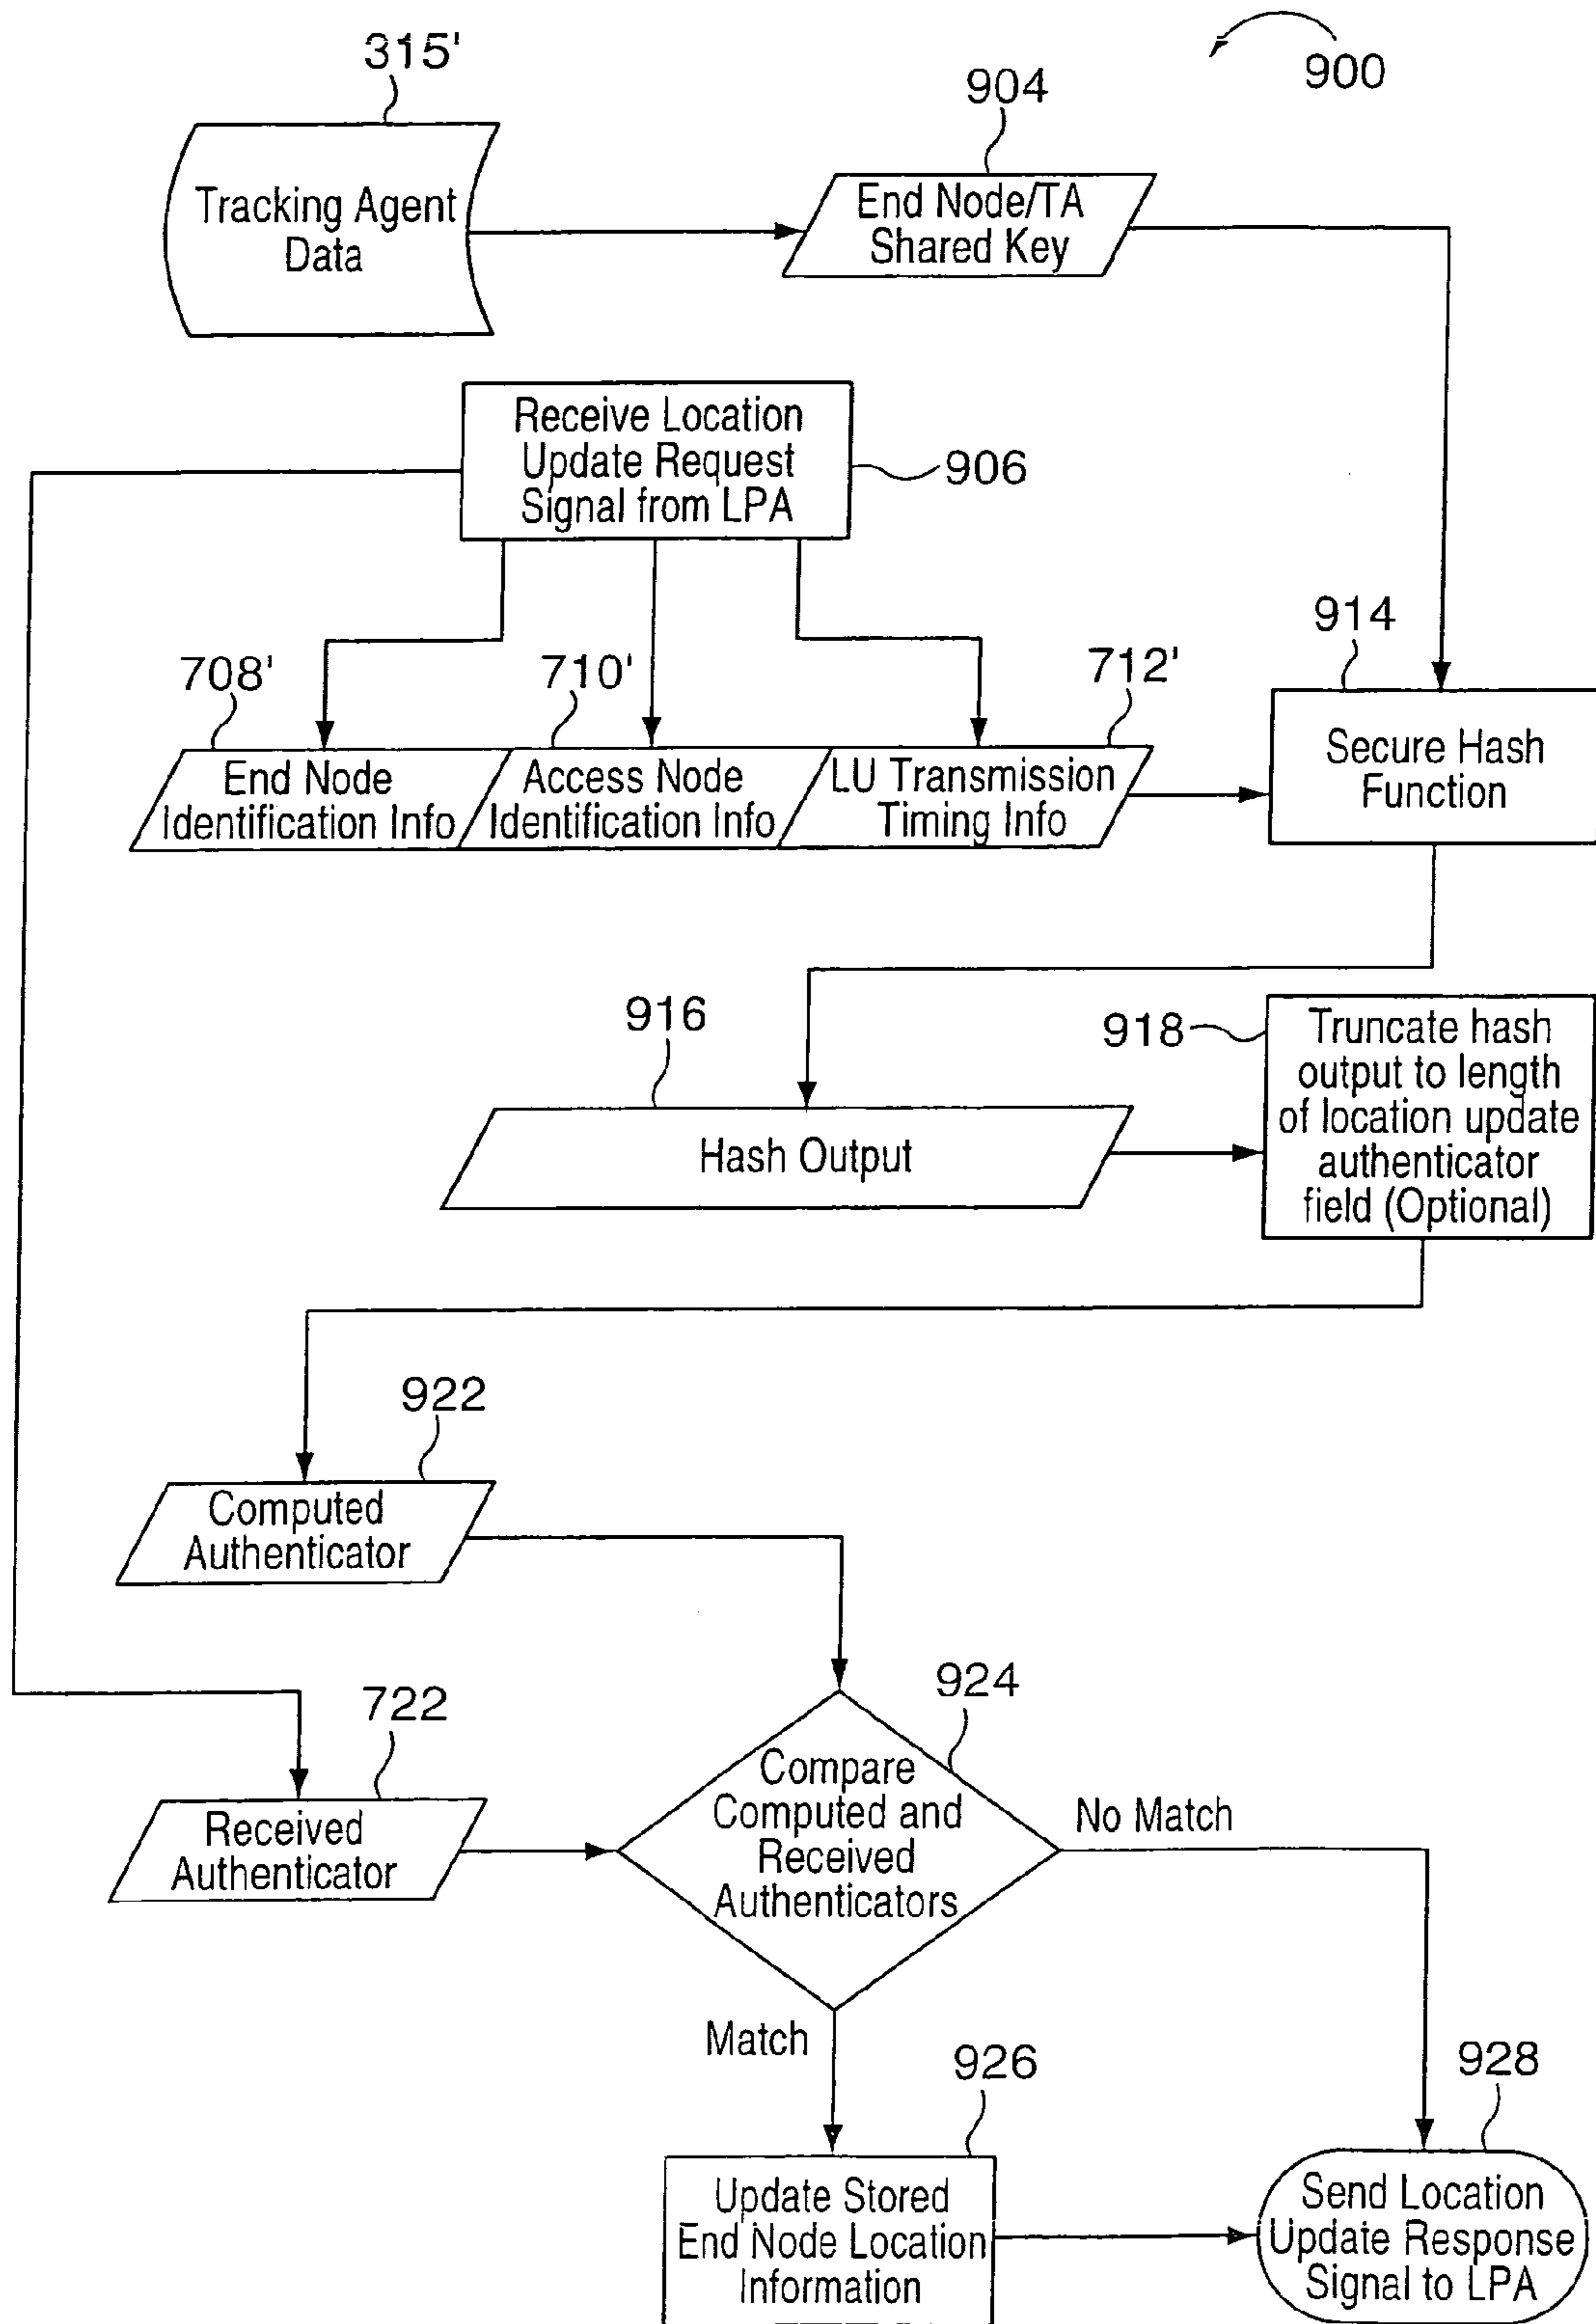 315'
900
904
Tracking Agent
Data
End Node/TA
Shared Key
Receive Location
Update Request
Signal from LPA
906
914
708'
710'
712'
End Node
Identification Info
Access Node
Identification Info
LU Transmission
Timing Info
Secure Hash
Function
916
918
Truncate hash
output to length
of location update
authenticator
field (Optional)
Hash Output
922
Computed
Authenticator
924
722
Compare
Computed and
Received
Authenticators
No Match
Received
Authenticator
Match
926
928
Update Stored
End Node Location
Information
Send Location
Update Response
Signal to LPA